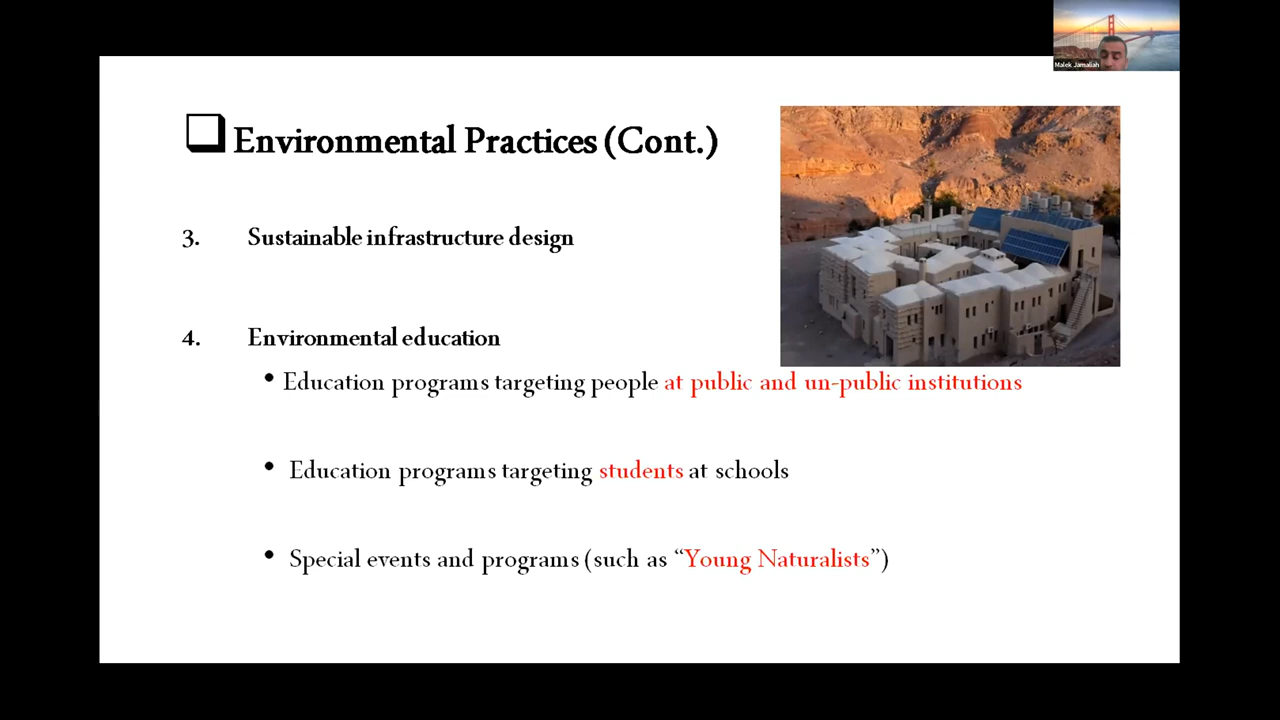 Malek Jamaliah
Environmental Practices (Cont.)
3. Sustainable infrastructure design
4. Environmental education
• Education programs targeting people at public and un-public institutions
• Education programs targeting students at schools
• Special events and programs (such as “Young Naturalists”)